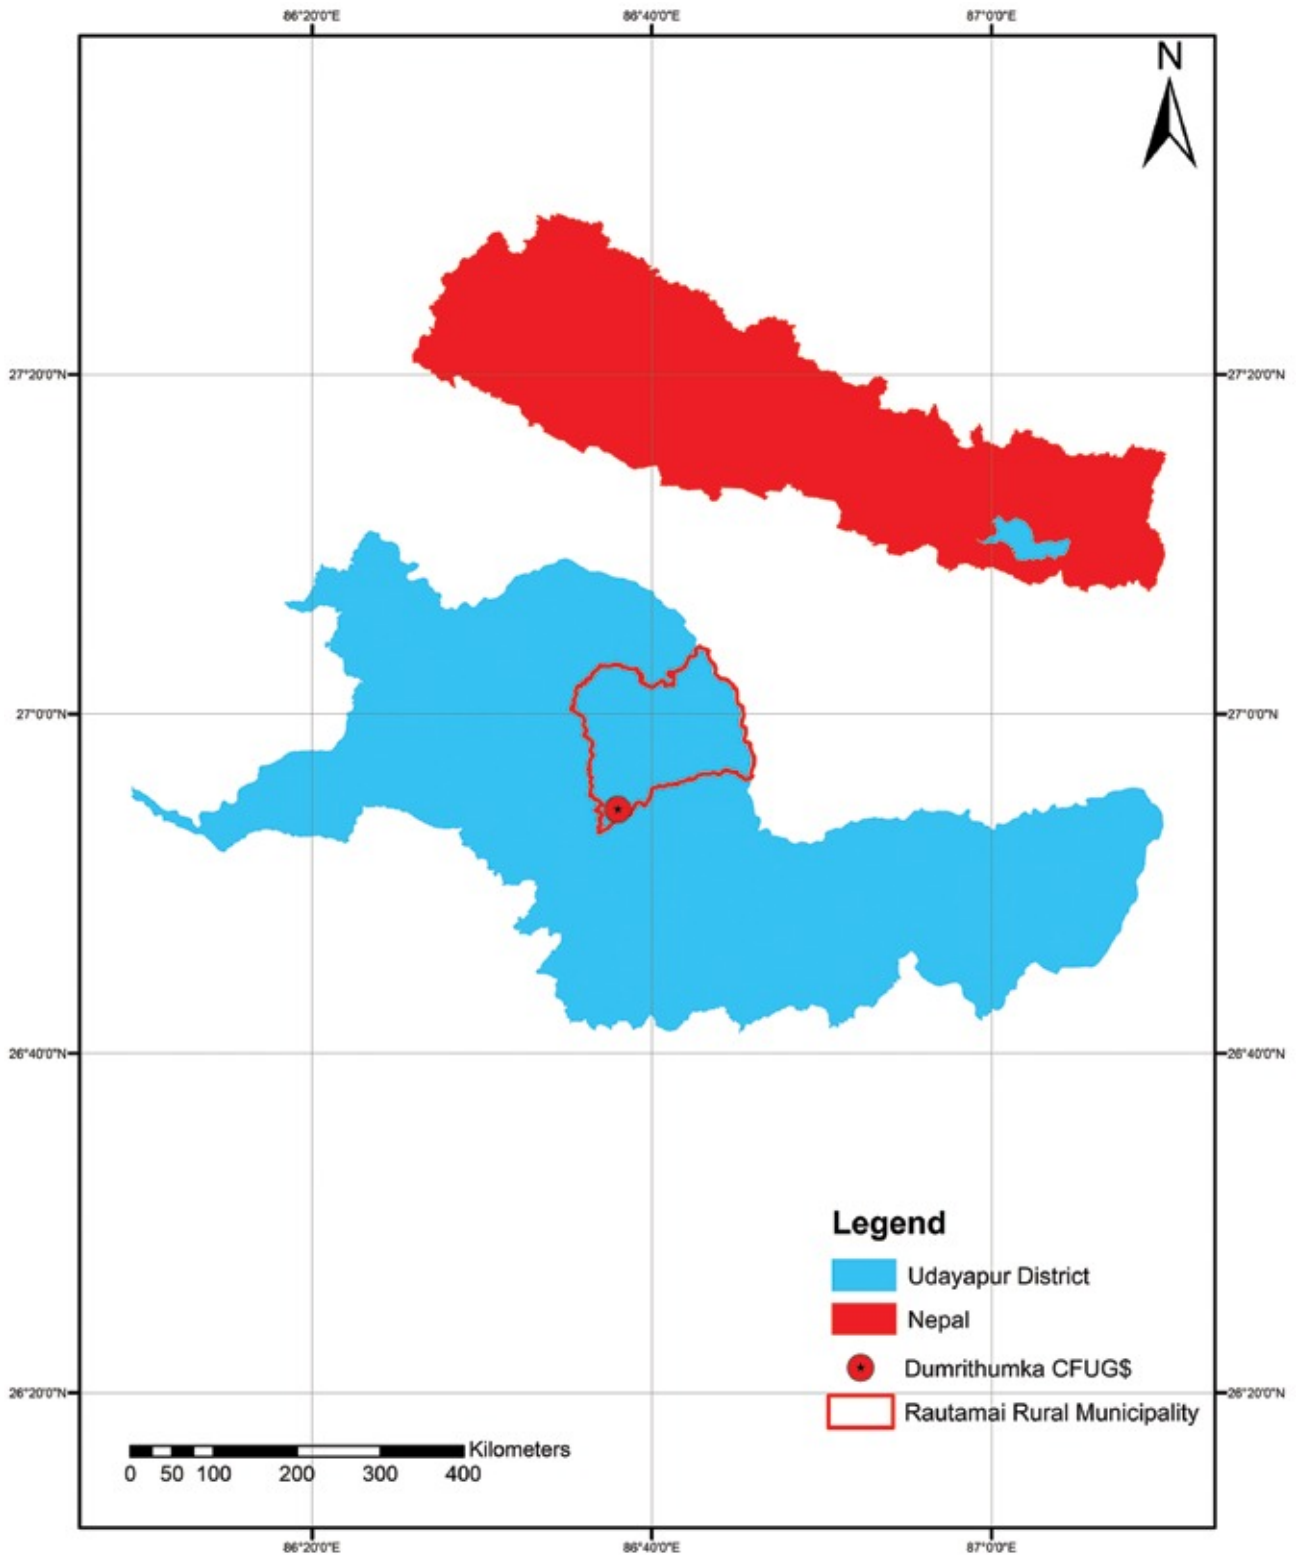 86°20'0"E 86°40'0"E 87°0'0"E
N
27°20'0"N 27°20'0"N
27°0'0"N 27°0'0"N
26°40'0"N 26°40'0"N
Legend
Udayapur District
Nepal
Dumrithumka CFUG$
26°20'0"N 26°20'0"N
Rautamai Rural Municipality
Kilometers
0 50 100 200 300 400
86°20'0"E 86°40'0"E 87°0'0"E